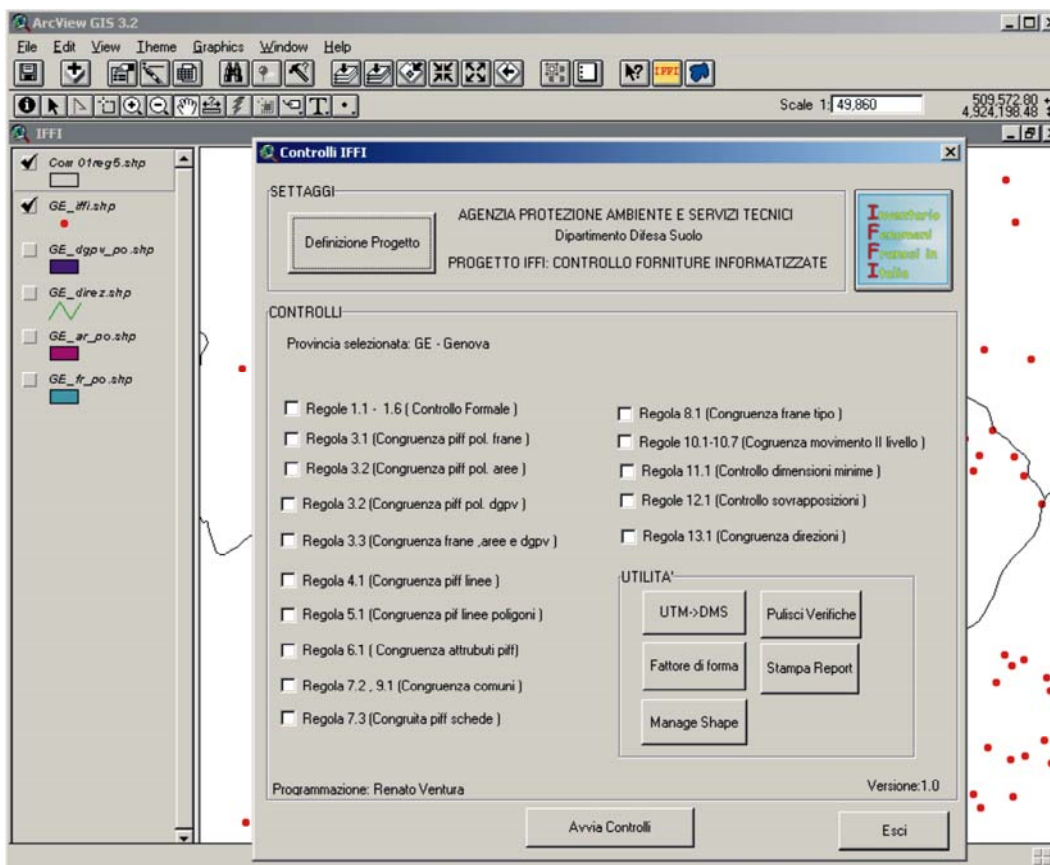 ArcView GIS 3.2
File Edit View Theme Graphics Window Help
IFFI
Scale 1: 49,860
509,572.80
4,924,198.48
IFFI
Com 01reg5.shp
GE_iffi.shp
GE_dgpv_po.shp
GE_direz.shp
GE_ar_po.shp
GE_fr_po.shp
Controlli IFFI
SETTAGGI
Definizione Progetto
AGENZIA PROTEZIONE AMBIENTE E SERVIZI TECNICI
Dipartimento Difesa Suolo
PROGETTO IFFI: CONTROLLO FORNITURE INFORMATIZZATE
Inventario
Fenomeni
Franosi in
Italia
CONTROLLI
Provincia selezionata: GE - Genova
Regole 1.1 - 1.6 ( Controllo Formale )
Regola 3.1 (Congruenza piff pol. frane)
Regola 3.2 (Congruenza piff pol. aree)
Regola 3.2 (Congruenza piff pol. dgpv)
Regola 3.3 (Congruenza frane ,aree e dgpv )
Regola 4.1 (Congruenza piff linee)
Regola 5.1 (Congruenza pif linee poligoni )
Regola 6.1 ( Congruenza attrubuti piff)
Regola 7.2 , 9.1 (Congruenza comuni )
Regola 7.3 (Congruita piff schede )
Regola 8.1 (Congruenza frane tipo )
Regole 10.1-10.7 (Cogruenza movimento II livello )
Regola 11.1 (Controllo dimensioni minime )
Regole 12.1 (Controllo sovrapposizioni )
Regola 13.1 (Congruenza direzioni )
UTILITA'
UTM->DMS
Pulisci Verifiche
Fattore di forma
Stampa Report
Manage Shape
Programmazione: Renato Ventura
Versione:1.0
Avvia Controlli
Esci